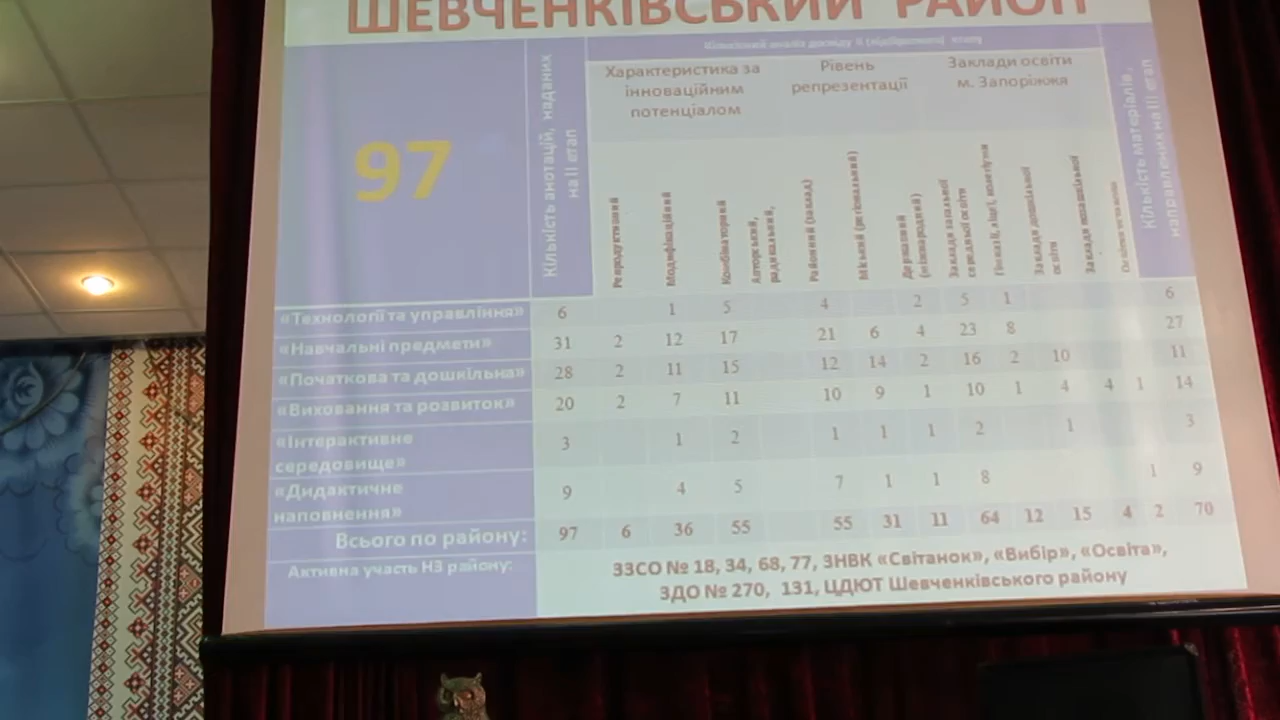 ШЕВЧЕНКІВСЬКИЙ РАЙОН
97
Кількість анотацій, наданих
на ІІ етап
Кількісний аналіз досвіду ІІ (відбіркового) етапу
Характеристика за
інноваційним
потенціалом
Рівень
репрезентації
Заклади освіти
м. Запоріжжя
Кількість матеріалів,
направлених на ІІІ етап
Репродуктивний
Модифікаційний
Комбінаторний
Авторський,
радикальний,
Районний (заклад)
Міський (регіональний)
Державний
(міжнародний)
Заклади загальної
середньої освіти
Гімназії, ліцеї, колегіуми
Заклади дошкільної
освіти
Заклади позашкільної
«Технології та управління» 6 1 5 4 2 5 1 6
«Навчальні предмети» 31 2 12 17 21 6 4 23 8 27
«Початкова та дошкільна» 28 2 11 15 12 14 2 16 2 10 11
«Виховання та розвиток» 20 2 7 11 10 9 1 10 1 4 4 1 14
«Інтерактивне
середовище» 3 1 2 1 1 1 2 1 3
«Дидактичне
наповнення» 9 4 5 7 1 1 8 1 9
Всього по району: 97 6 36 55 55 31 11 64 12 15 4 2 70
Активна участь НЗ району:
ЗЗСО № 18, 34, 68, 77, ЗНВК «Світанок», «Вибір», «Освіта»,
ЗДО № 270, 131, ЦДЮТ Шевченківського району